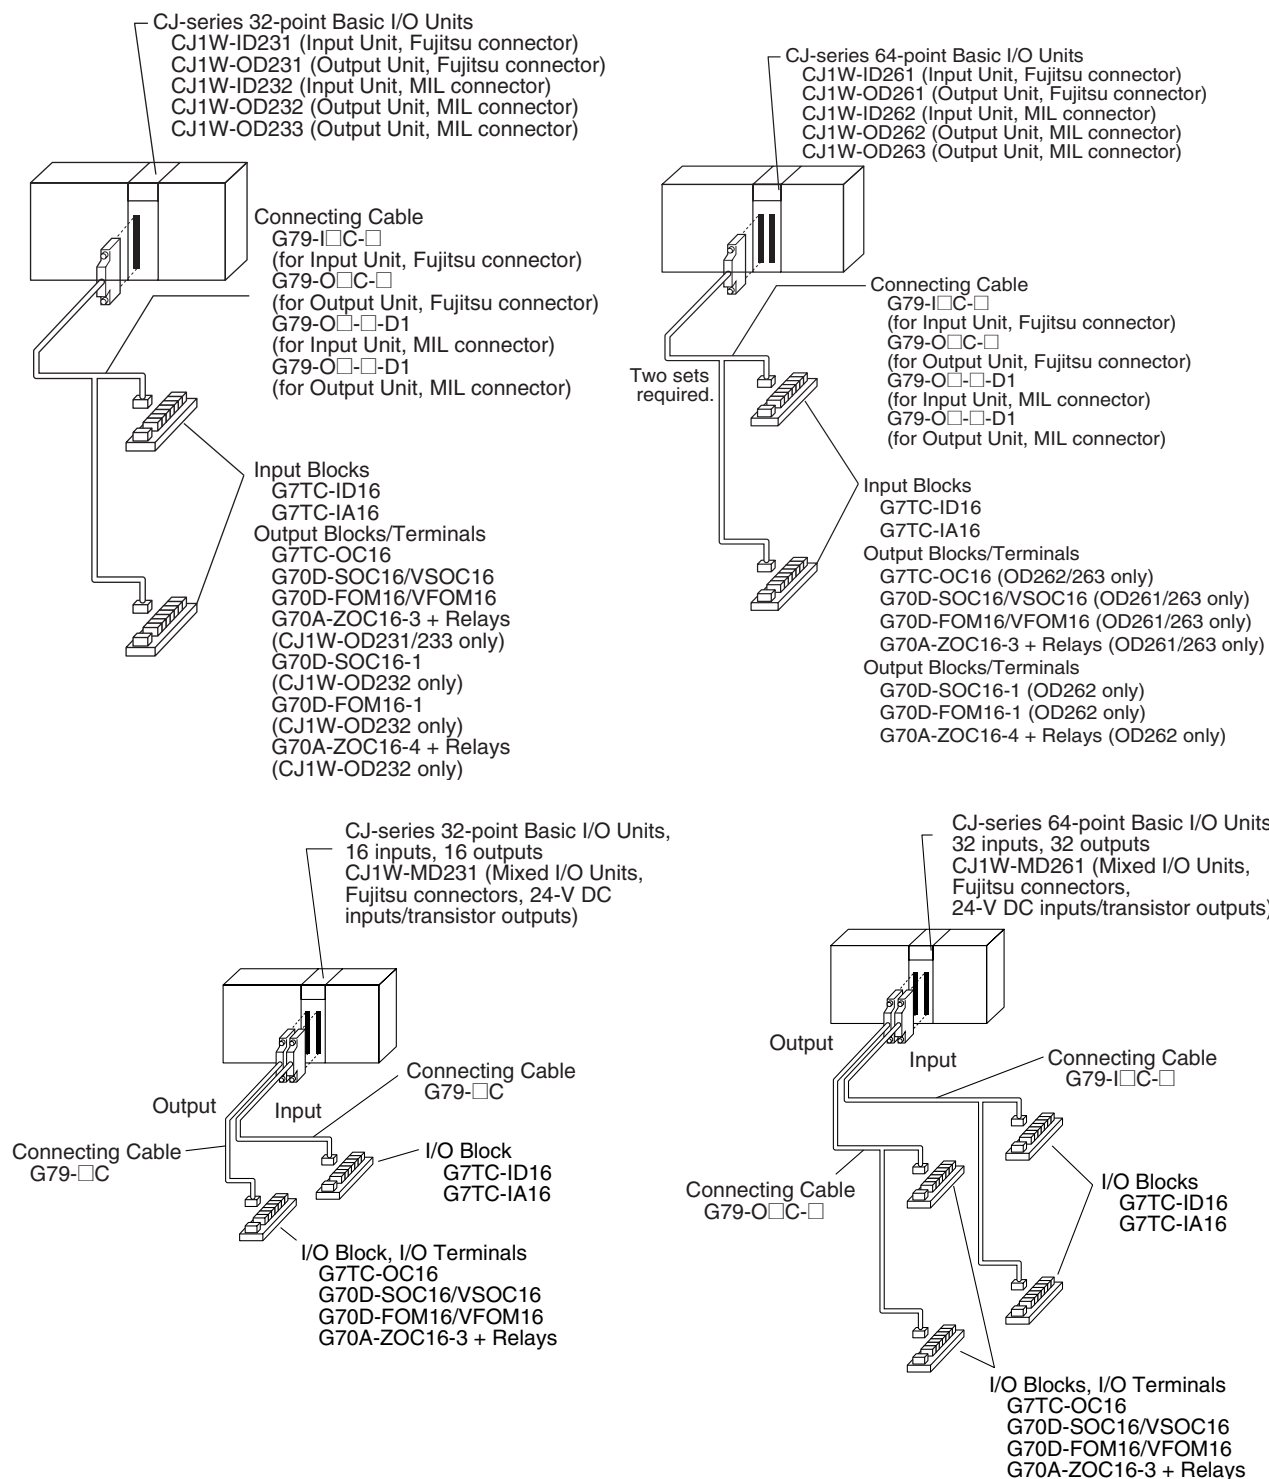 CJ-series 32-point Basic I/O Units
CJ1W-ID231 (Input Unit, Fujitsu connector)
CJ1W-OD231 (Output Unit, Fujitsu connector)
CJ1W-ID232 (Input Unit, MIL connector)
CJ1W-OD232 (Output Unit, MIL connector)
CJ1W-OD233 (Output Unit, MIL connector)
Connecting Cable
G79-I□C-□
(for Input Unit, Fujitsu connector)
G79-O□C-□
(for Output Unit, Fujitsu connector)
G79-O□-□-D1
(for Input Unit, MIL connector)
G79-O□-□-D1
(for Output Unit, MIL connector)
Input Blocks
G7TC-ID16
G7TC-IA16
Output Blocks/Terminals
G7TC-OC16
G70D-SOC16/VSOC16
G70D-FOM16/VFOM16
G70A-ZOC16-3 + Relays
(CJ1W-OD231/233 only)
G70D-SOC16-1
(CJ1W-OD232 only)
G70D-FOM16-1
(CJ1W-OD232 only)
G70A-ZOC16-4 + Relays
(CJ1W-OD232 only)
CJ-series 64-point Basic I/O Units
CJ1W-ID261 (Input Unit, Fujitsu connector)
CJ1W-OD261 (Output Unit, Fujitsu connector)
CJ1W-ID262 (Input Unit, MIL connector)
CJ1W-OD262 (Output Unit, MIL connector)
CJ1W-OD263 (Output Unit, MIL connector)
Connecting Cable
G79-I□C-□
(for Input Unit, Fujitsu connector)
G79-O□C-□
(for Output Unit, Fujitsu connector)
G79-O□-□-D1
(for Input Unit, MIL connector)
G79-O□-□-D1
(for Output Unit, MIL connector)
Two sets
required.
Input Blocks
G7TC-ID16
G7TC-IA16
Output Blocks/Terminals
G7TC-OC16 (OD262/263 only)
G70D-SOC16/VSOC16 (OD261/263 only)
G70D-FOM16/VFOM16 (OD261/263 only)
G70A-ZOC16-3 + Relays (OD261/263 only)
Output Blocks/Terminals
G70D-SOC16-1 (OD262 only)
G70D-FOM16-1 (OD262 only)
G70A-ZOC16-4 + Relays (OD262 only)
CJ-series 32-point Basic I/O Units,
16 inputs, 16 outputs
CJ1W-MD231 (Mixed I/O Units,
Fujitsu connectors, 24-V DC
inputs/transistor outputs)
Connecting Cable
G79-□C
Output
Input
Connecting Cable
G79-□C
I/O Block
G7TC-ID16
G7TC-IA16
I/O Block, I/O Terminals
G7TC-OC16
G70D-SOC16/VSOC16
G70D-FOM16/VFOM16
G70A-ZOC16-3 + Relays
CJ-series 64-point Basic I/O Units
32 inputs, 32 outputs
CJ1W-MD261 (Mixed I/O Units,
Fujitsu connectors,
24-V DC inputs/transistor outputs)
Output
Input
Connecting Cable
G79-I□C-□
Connecting Cable
G79-O□C-□
I/O Blocks
G7TC-ID16
G7TC-IA16
I/O Blocks, I/O Terminals
G7TC-OC16
G70D-SOC16/VSOC16
G70D-FOM16/VFOM16
G70A-ZOC16-3 + Relays